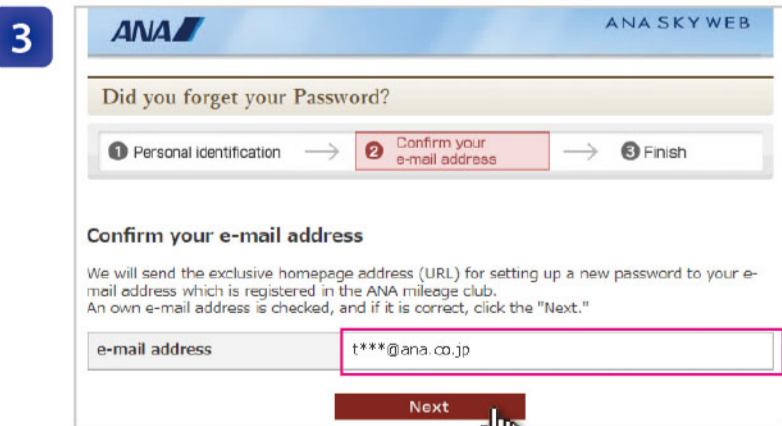 3
ANA
ANA SKY WEB
Did you forget your Password?
1 Personal identification → 2 Confirm your
e-mail address → 3 Finish
Confirm your e-mail address
We will send the exclusive homepage address (URL) for setting up a new password to your e-
mail address which is registered in the ANA mileage club.
An own e-mail address is checked, and if it is correct, click the "Next."
e-mail address t***@ana.co.jp
Next